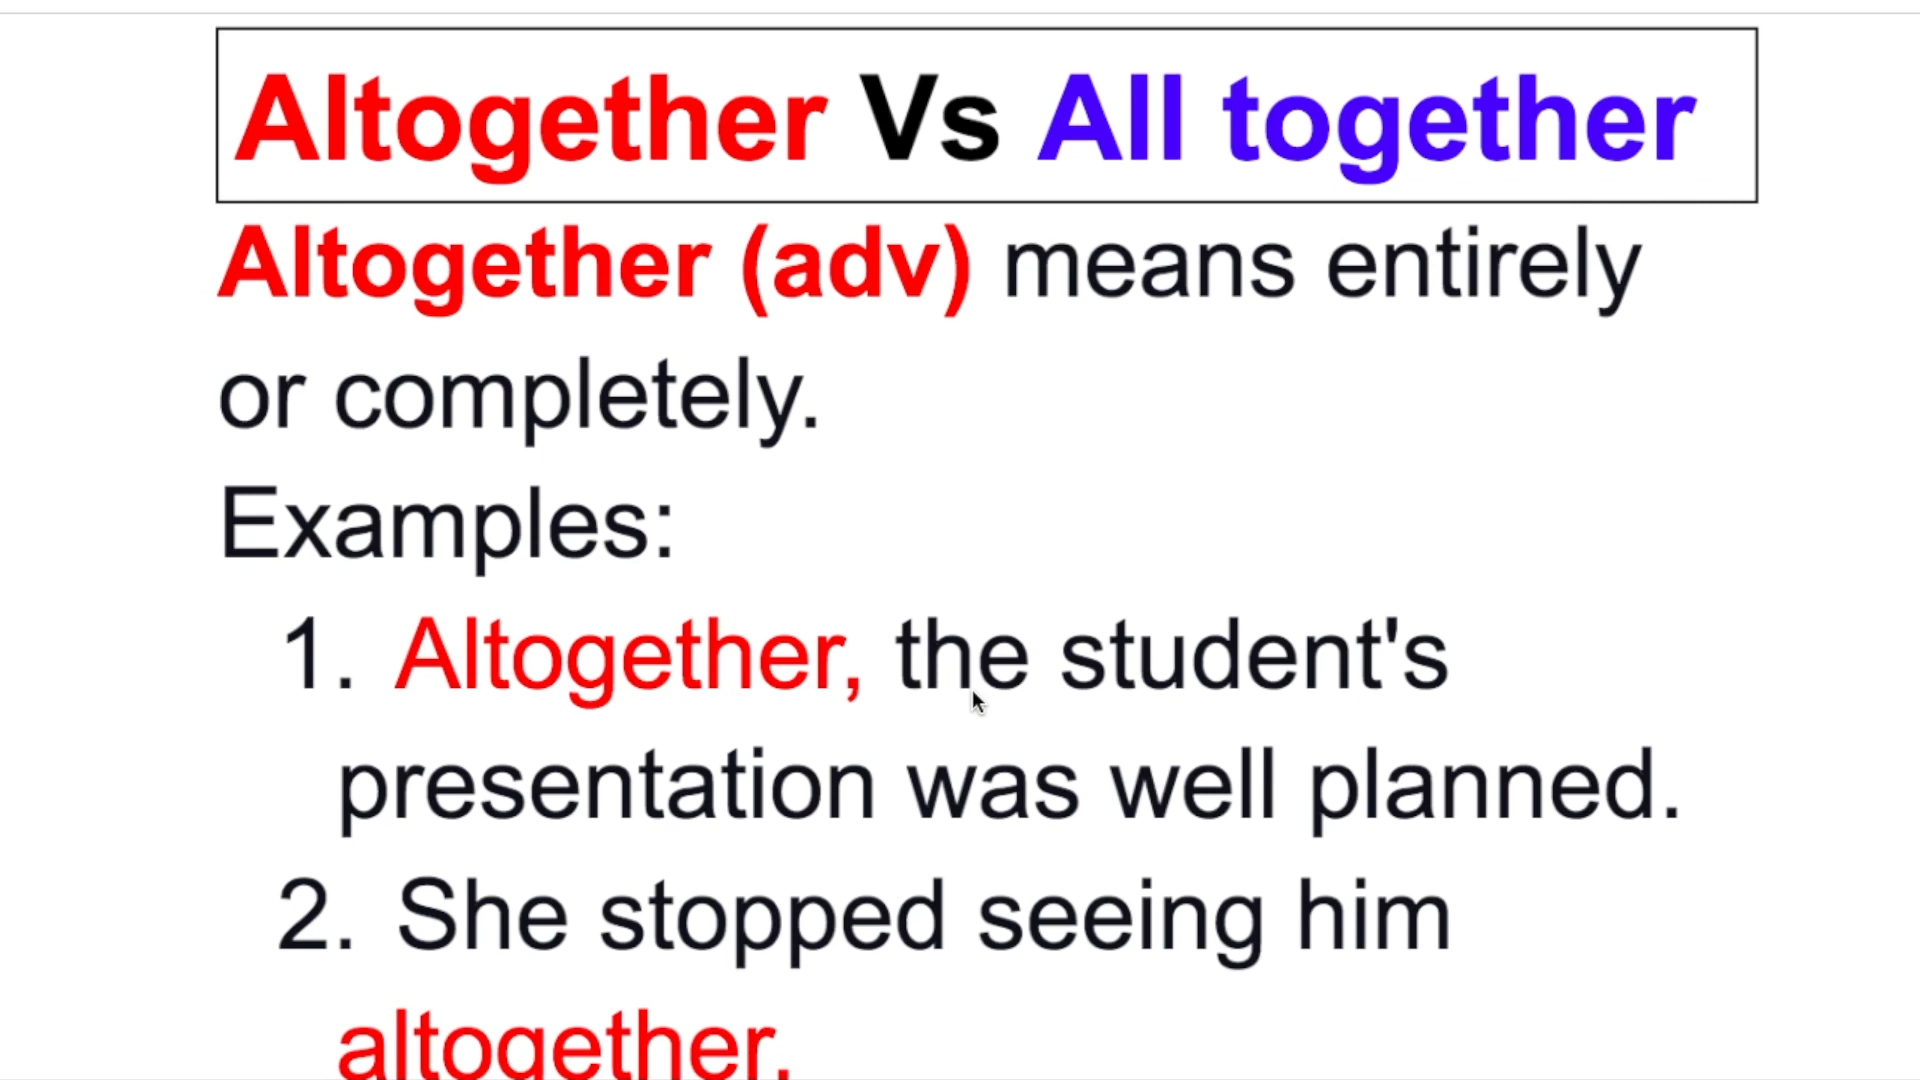 Altogether Vs All together
Altogether (adv) means entirely
or completely.
Examples:
1. Altogether, the student's
presentation was well planned.
2. She stopped seeing him
altogether.